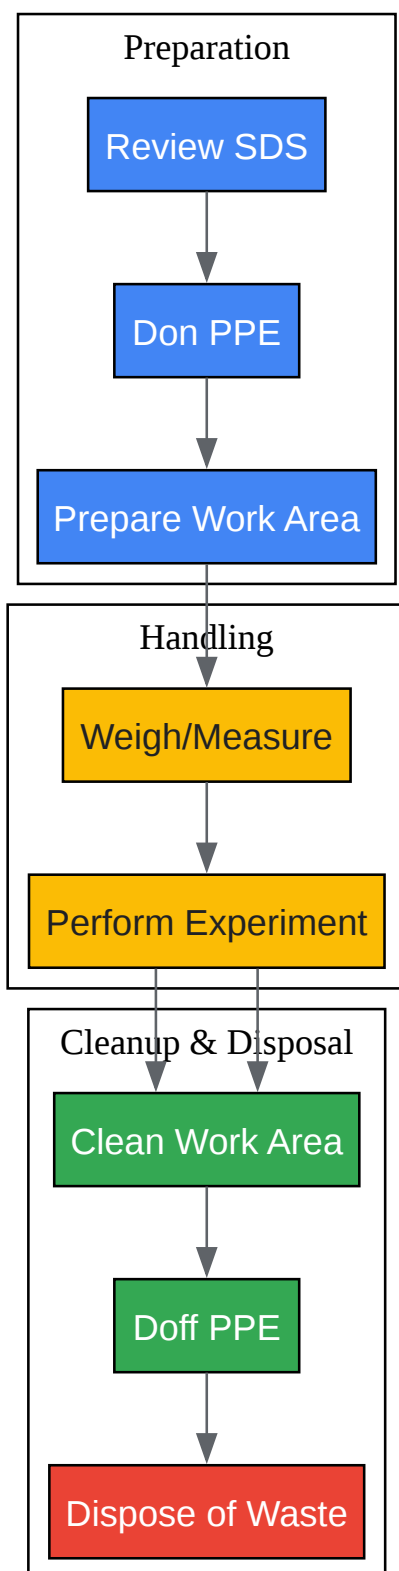 Preparation
Review SDS
Don PPE
Prepare Work Area
Handling
Weigh/Measure
Perform Experiment
Cleanup & Disposal
Clean Work Area
Doff PPE
Dispose of Waste